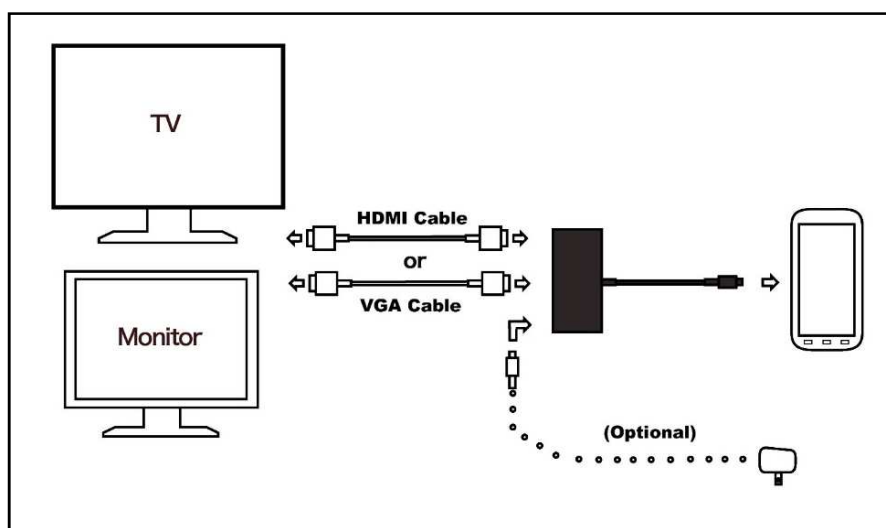 TV
HDMI Cable
or
VGA Cable
Monitor
(Optional)